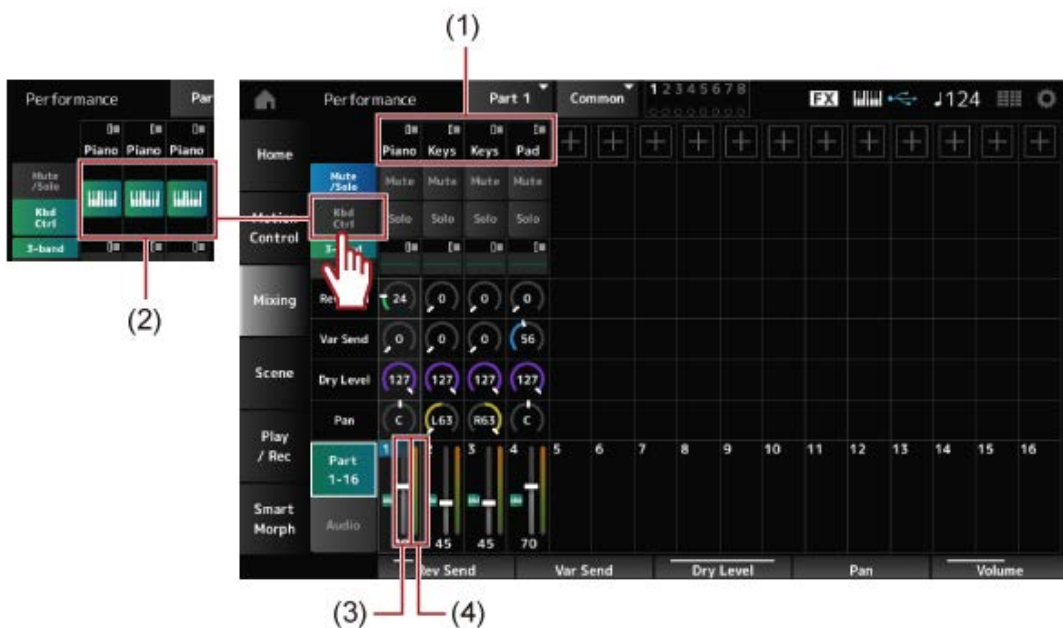 (1)
Performance Par
Piano Piano Piano
Mute /Solo
Kbd Ctrl
3-band
(2)
Performance Part 1 Common 1 2 3 4 5 6 7 8 EX ♩124
Home
Piano Keys Keys Pad
Mute /Solo Mute Mute Mute Mute
Control
Kbd Ctrl Solo Solo Solo Solo
Mixing
24 0 0 0
Var Send 0 0 0 56
Scene
Dry Level 127 127 127 127
Pan C L63 R63 C
Play / Rec
Part 1-16
1 2 3 4 5 6 7 8 9 10 11 12 13 14 15 16
Smart Morph
Audio
45 45 70
Rev Send Var Send Dry Level Pan Volume
(3) (4)